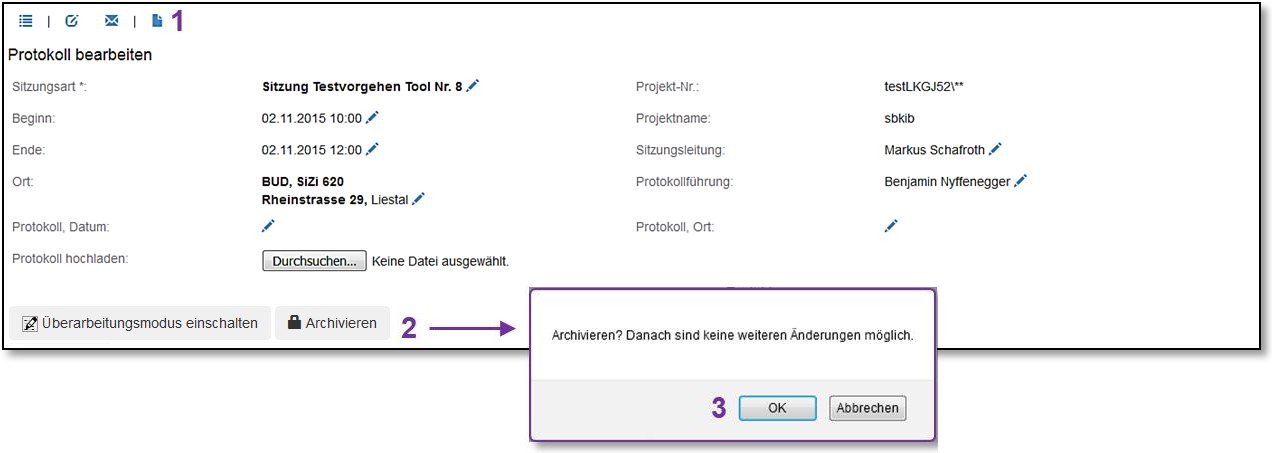 | | | 1
Protokoll bearbeiten
Sitzungsart *: Sitzung Testvorgehen Tool Nr. 8 Projekt-Nr.: testLKGJ52\**
Beginn: 02.11.2015 10:00 Projektname: sbkib
Ende: 02.11.2015 12:00 Sitzungsleitung: Markus Schafroth
Ort: BUD, SiZi 620 Protokollführung: Benjamin Nyffenegger
Rheinstrasse 29, Liestal
Protokoll, Datum: Protokoll, Ort:
Protokoll hochladen: Durchsuchen... Keine Datei ausgewählt.
Überarbeitungsmodus einschalten Archivieren 2
Archivieren? Danach sind keine weiteren Änderungen möglich.
3 OK Abbrechen